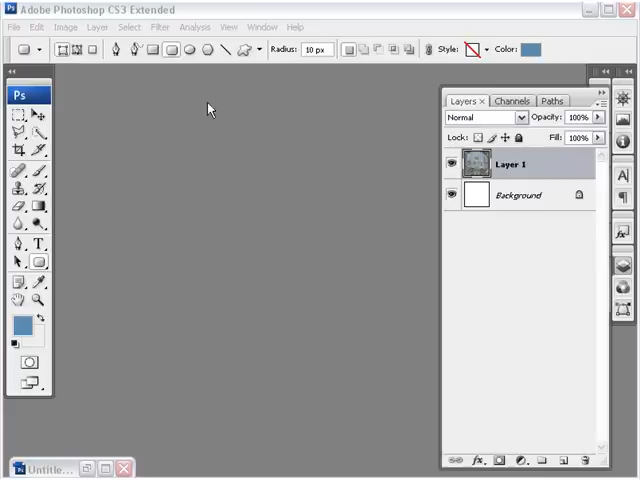 Adobe Photoshop CS3 Extended
File Edit Image Layer Select Filter Analysis View Window Help
Radius: 10 px Style: Color:
Ps
Layers × Channels Paths
Normal Opacity: 100%
Lock: Fill: 100%
Layer 1
Background
Untitle...